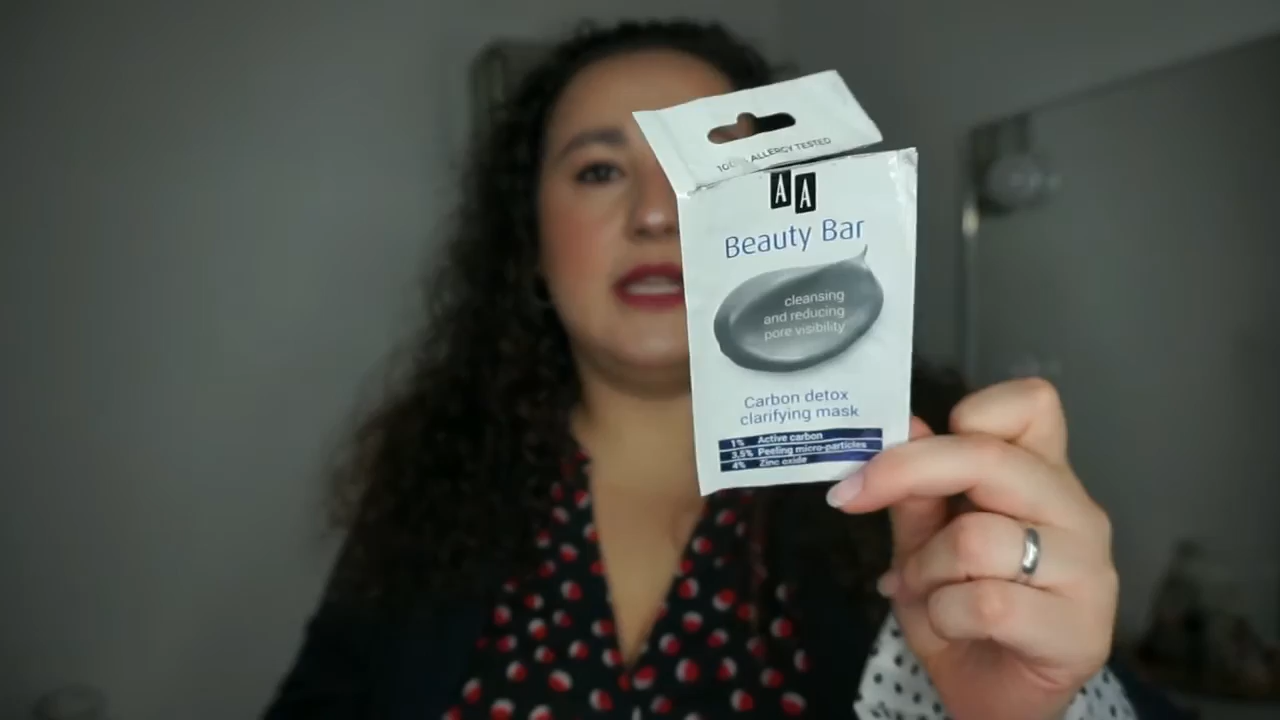 ALLERGY TESTED
AA
Beauty Bar
cleansing
and reducing
pore visibility
Carbon detox
clarifying mask
1% Active carbon
3,5% Peeling micro-particles
4% Zinc oxide